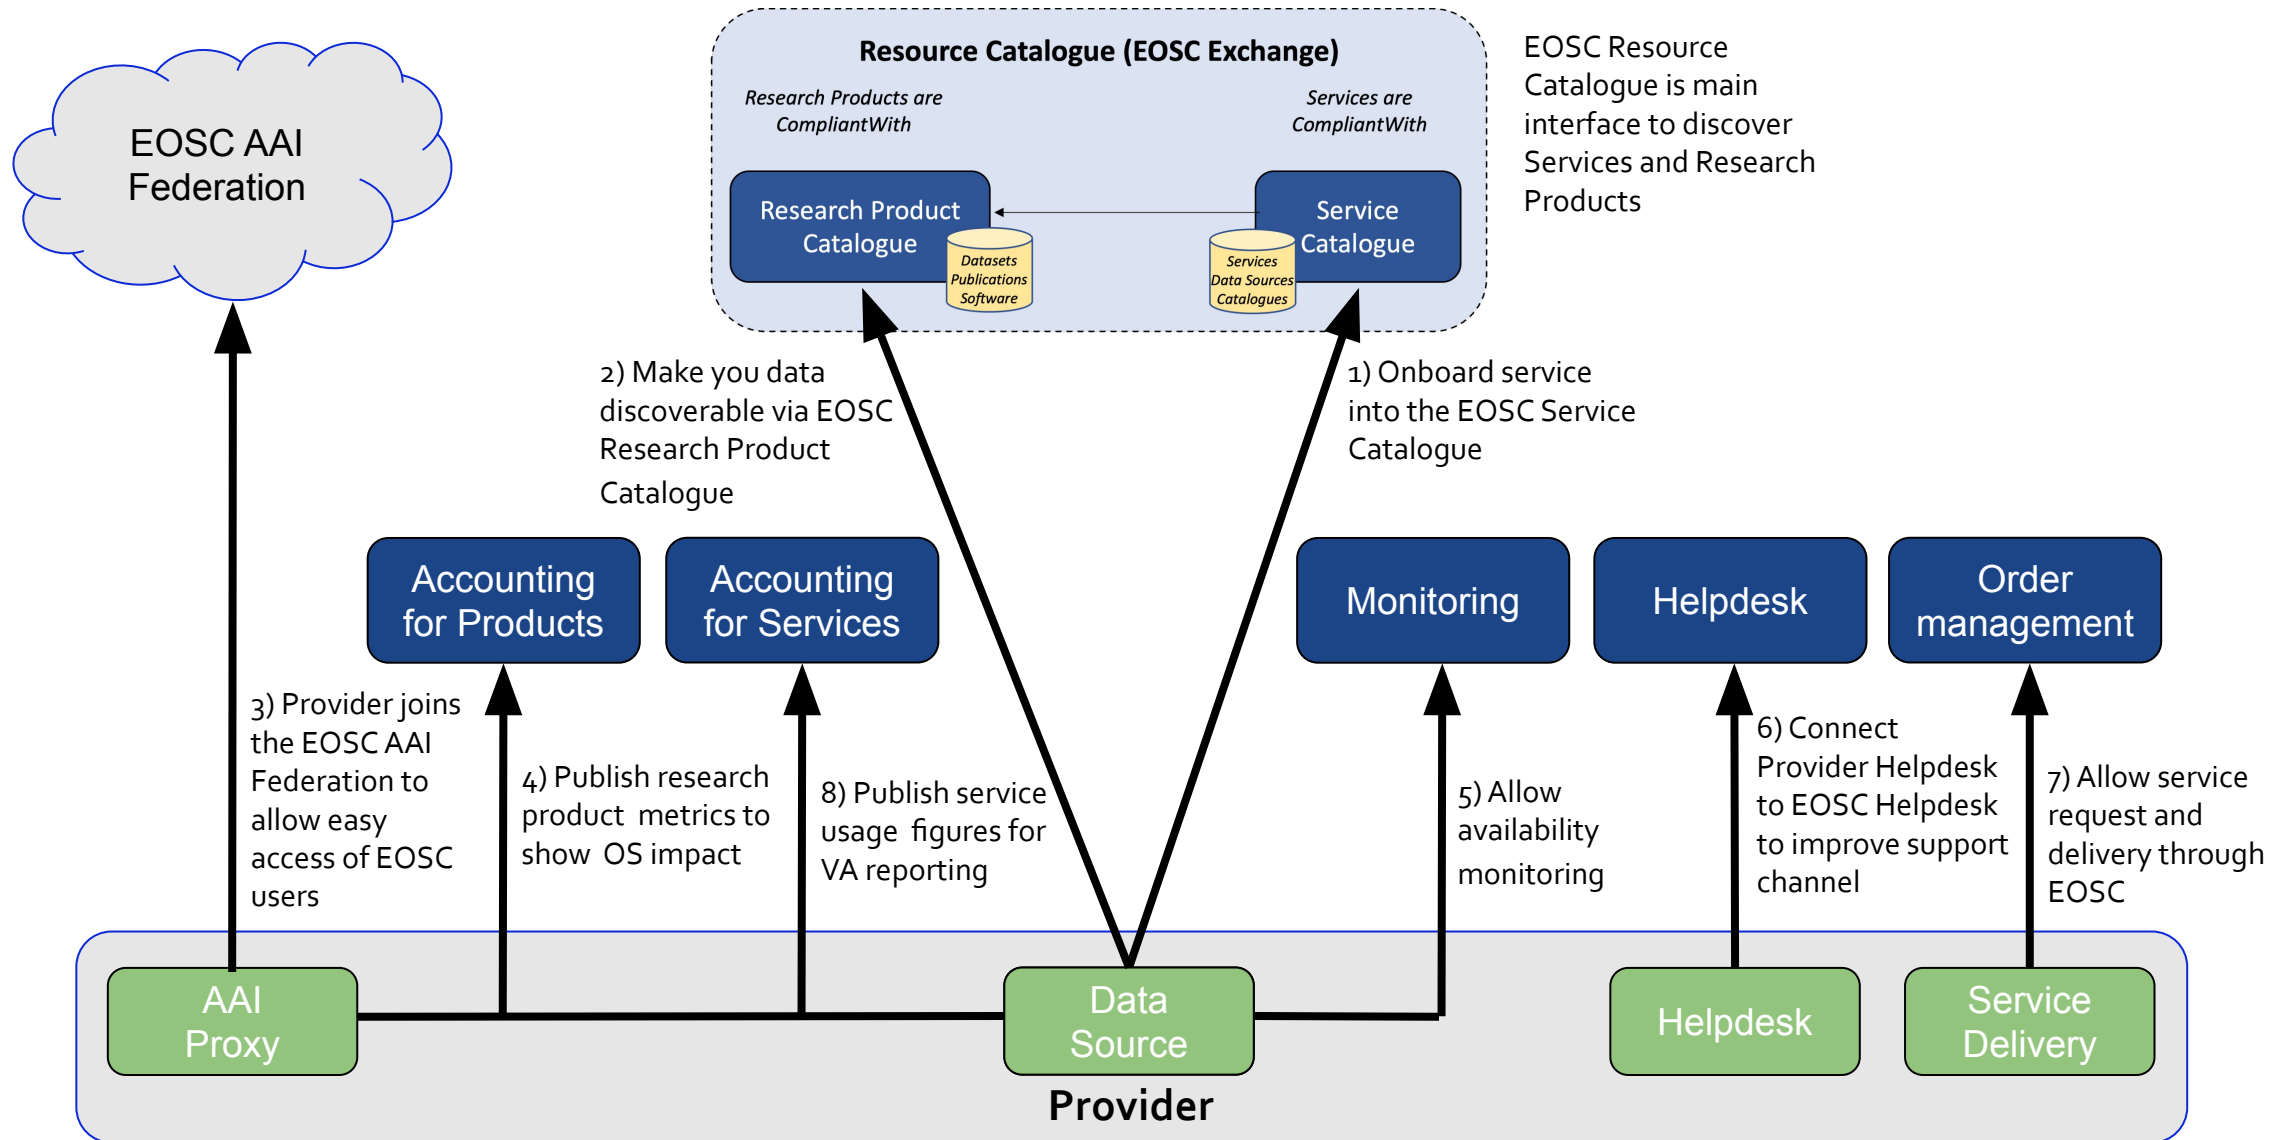 Resource Catalogue (EOSC Exchange)
Research Products are
CompliantWith
Services are
CompliantWith
Research Product
Catalogue
Datasets
Publications
Software
Service
Catalogue
Services
Data Sources
Catalogues
EOSC Resource
Catalogue is main
interface to discover
Services and Research
Products
EOSC AAI
Federation
2) Make you data
discoverable via EOSC
Research Product
Catalogue
1) Onboard service
into the EOSC Service
Catalogue
Accounting
for Products
Accounting
for Services
Monitoring
Helpdesk
Order
management
3) Provider joins
the EOSC AAI
Federation to
allow easy
access of EOSC
users
4) Publish research
product metrics to
show OS impact
8) Publish service
usage figures for
VA reporting
5) Allow
availability
monitoring
6) Connect
Provider Helpdesk
to EOSC Helpdesk
to improve support
channel
7) Allow service
request and
delivery through
EOSC
AAI
Proxy
Data
Source
Helpdesk
Service
Delivery
Provider